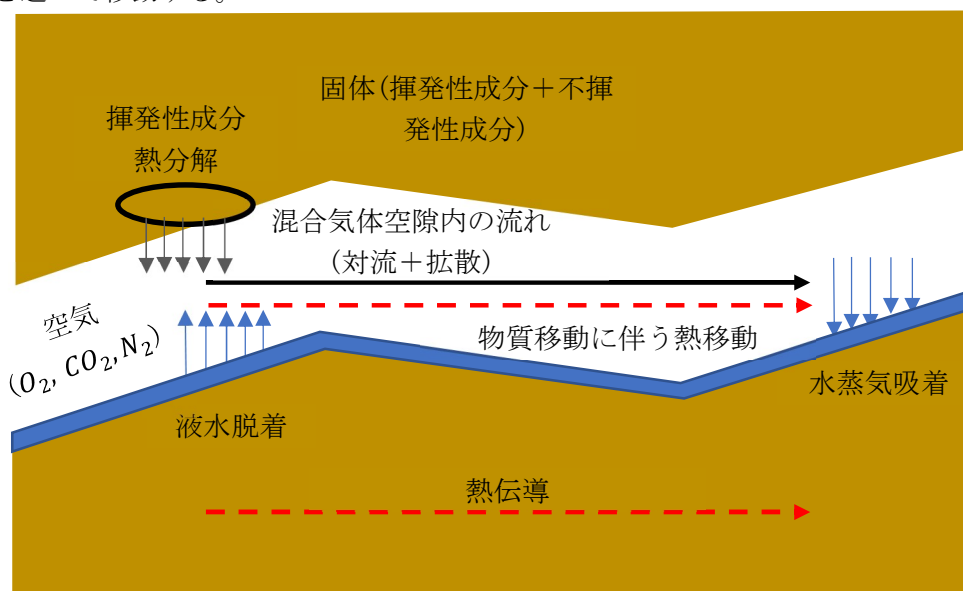 固体(揮発性成分＋不揮
発性成分)
揮発性成分
熱分解
混合気体空隙内の流れ
(対流＋拡散)
空気
(O₂, CO₂,N₂)
物質移動に伴う熱移動
水蒸気吸着
液水脱着
熱伝導